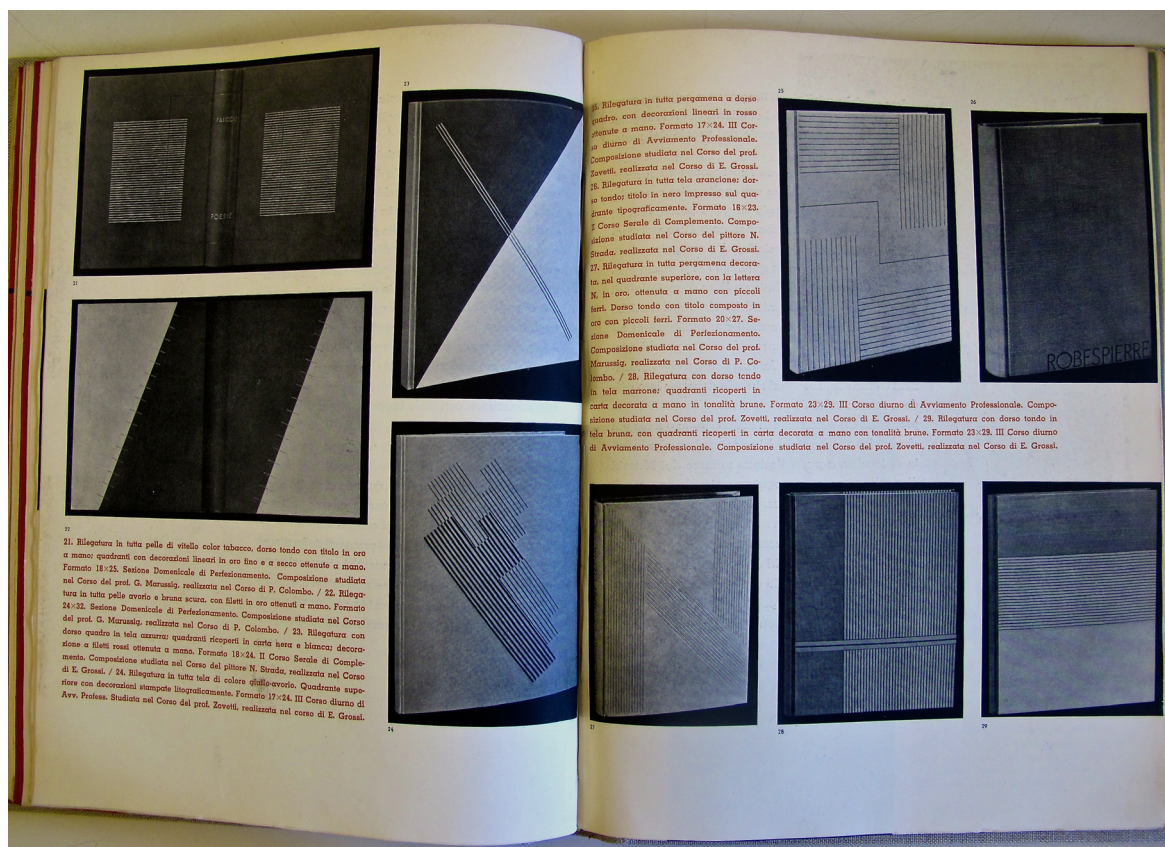 PARIGI
POESIE
21
22
21. Rilegatura in tutta pelle di vitello color tabacco, dorso tondo con titolo in oro
a mano; quadranti con decorazioni lineari in oro fino e a secco ottenute a mano.
Formato 18×25. Sezione Domenicale di Perfezionamento. Composizione studiata
nel Corso del prof. G. Marussig, realizzata nel Corso di P. Colombo. / 22. Rilega-
tura in tutta pelle avorio e bruna scura, con filetti in oro ottenuti a mano. Formato
24×32. Sezione Domenicale di Perfezionamento. Composizione studiata nel Corso
del prof. G. Marussig, realizzata nel Corso di P. Colombo. / 23. Rilegatura con
dorso quadro in tela azzurra; quadranti ricoperti in carta nera e bianca; decora-
zione a filetti rossi ottenuta a mano. Formato 18×24. II Corso Serale di Comple-
mento. Composizione studiata nel Corso del pittore N. Strada, realizzata nel Corso
di E. Grossi. / 24. Rilegatura in tutta tela di colore giallo-avorio. Quadrante supe-
riore con decorazioni stampate litograficamente. Formato 17×24. III Corso diurno di
Avv. Profess. Studiata nel Corso del prof. Zovetti, realizzata nel corso di E. Grossi.
23
24
25. Rilegatura in tutta pergamena a dorso
quadro, con decorazioni lineari in rosso
ottenute a mano. Formato 17×24. III Cor-
so diurno di Avviamento Professionale.
Composizione studiata nel Corso del prof.
Zovetti, realizzata nel Corso di E. Grossi.
26. Rilegatura in tutta tela arancione; dor-
so tondo; titolo in nero impresso sul qua-
drante tipograficamente. Formato 16×23.
I Corso Serale di Complemento. Compo-
sizione studiata nel Corso del pittore N.
Strada, realizzata nel Corso di E. Grossi.
27. Rilegatura in tutta pergamena decora-
ta, nel quadrante superiore, con la lettera
N, in oro, ottenuta a mano con piccoli
ferri. Dorso tondo con titolo composto in
oro con piccoli ferri. Formato 20×27. Se-
zione Domenicale di Perfezionamento.
Composizione studiata nel Corso del prof.
Marussig, realizzata nel Corso di P. Co-
lombo. / 28. Rilegatura con dorso tondo
in tela marrone; quadranti ricoperti in
carta decorata a mano in tonalità brune. Formato 23×29. III Corso diurno di Avviamento Professionale. Compo-
sizione studiata nel Corso del prof. Zovetti, realizzata nel Corso di E. Grossi. / 29. Rilegatura con dorso tondo in
tela bruna, con quadranti ricoperti in carta decorata a mano con tonalità brune. Formato 23×29. III Corso diurno
di Avviamento Professionale. Composizione studiata nel Corso del prof. Zovetti, realizzata nel Corso di E. Grossi.
25
26
ROBESPIERRE
27
28
29